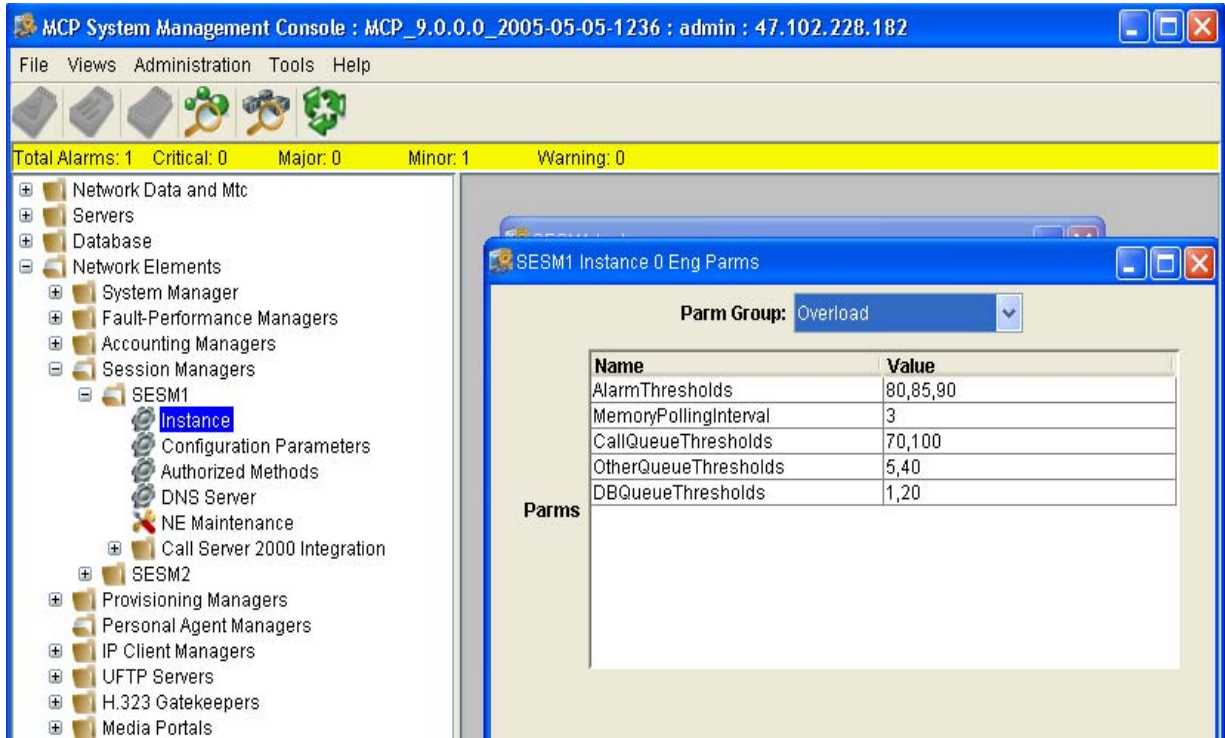 MCP System Management Console : MCP_9.0.0.0_2005-05-05-1236 : admin : 47.102.228.182
File Views Administration Tools Help
Total Alarms: 1 Critical: 0 Major: 0 Minor: 1 Warning: 0
Network Data and Mtc
Servers
Database
Network Elements
System Manager
Fault-Performance Managers
Accounting Managers
Session Managers
SESM1
Instance
Configuration Parameters
Authorized Methods
DNS Server
NE Maintenance
Call Server 2000 Integration
SESM2
Provisioning Managers
Personal Agent Managers
IP Client Managers
UFTP Servers
H.323 Gatekeepers
Media Portals
SESM1 Instance 0 Eng Parms
Parm Group: Overload
Parms
Name Value
AlarmThresholds 80,85,90
MemoryPollingInterval 3
CallQueueThresholds 70,100
OtherQueueThresholds 5,40
DBQueueThresholds 1,20